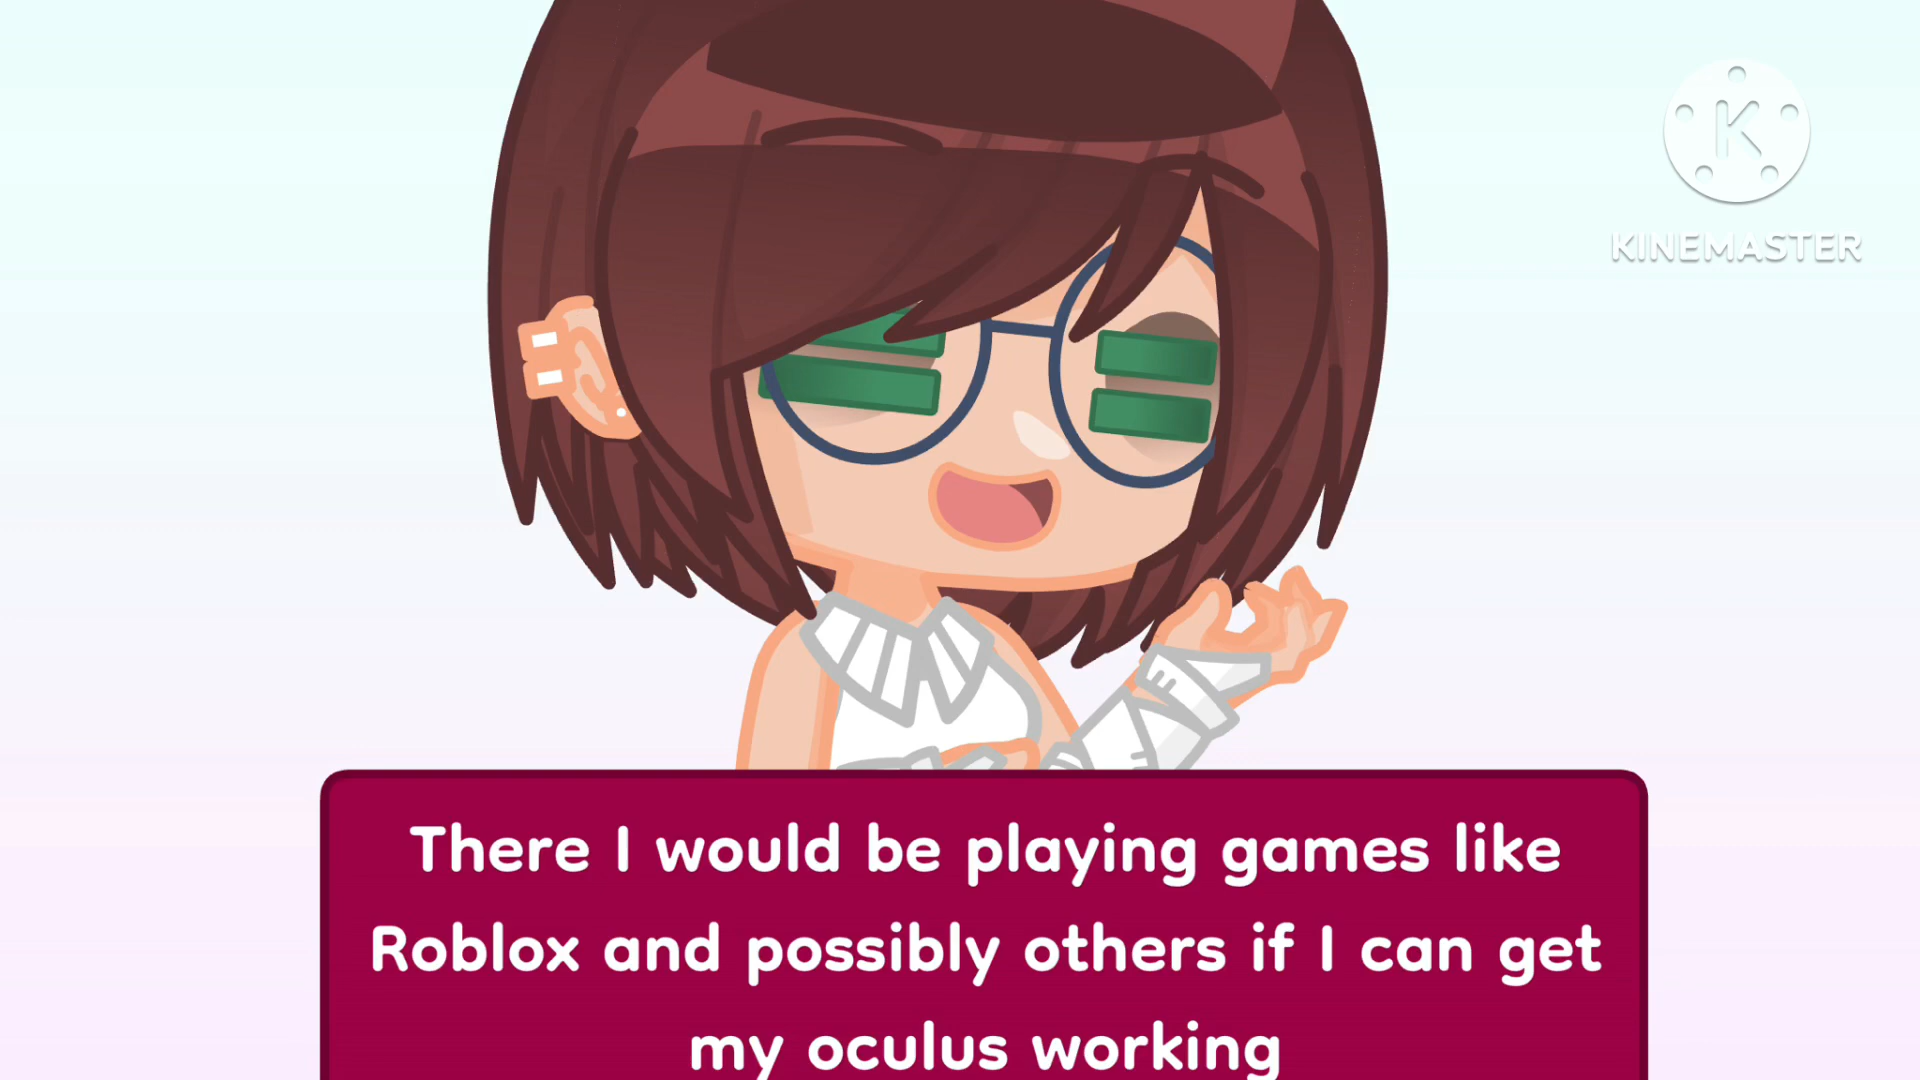 K
KINEMASTER
There I would be playing games like
Roblox and possibly others if I can get
my oculus working